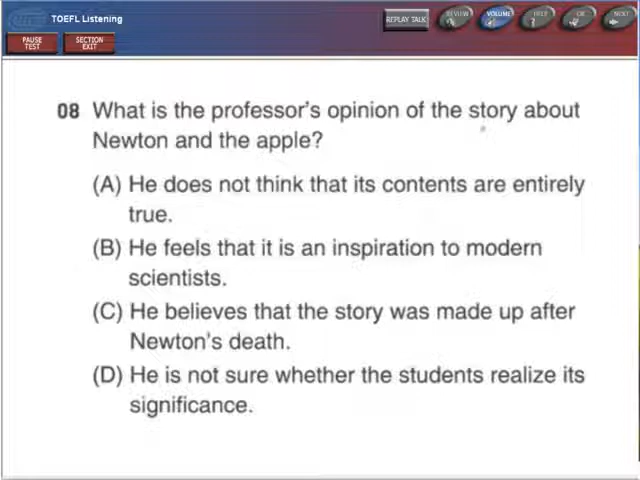 TOEFL Listening
REPLAY TALK
REVIEW
VOLUME
HELP
OK
NEXT
PAUSE
TEST
SECTION
EXIT
08 What is the professor's opinion of the story about
Newton and the apple?
(A) He does not think that its contents are entirely
true.
(B) He feels that it is an inspiration to modern
scientists.
(C) He believes that the story was made up after
Newton's death.
(D) He is not sure whether the students realize its
significance.